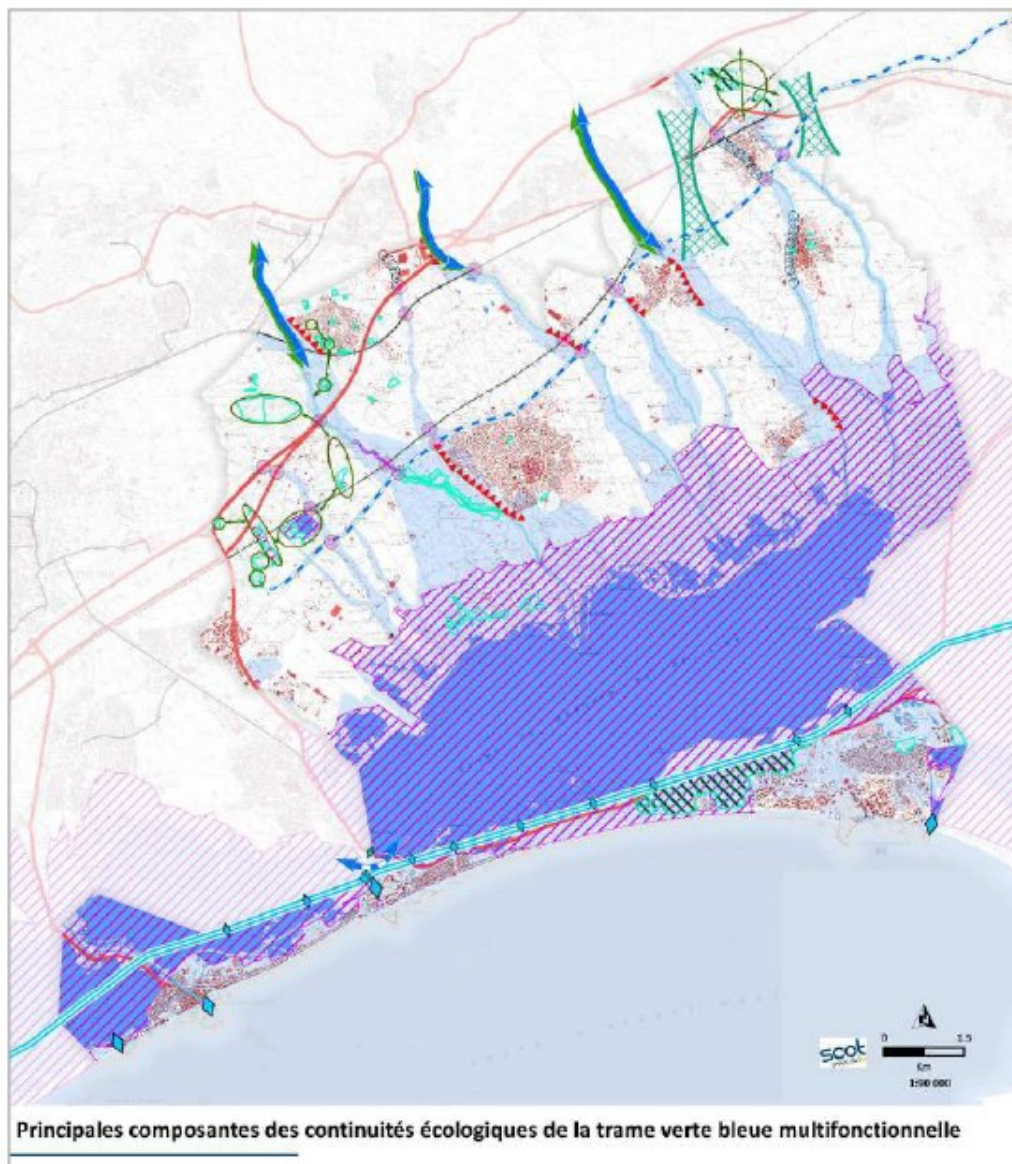 scot
0 1.5
Km
1:90 000
Principales composantes des continuités écologiques de la trame verte bleue multifonctionnelle